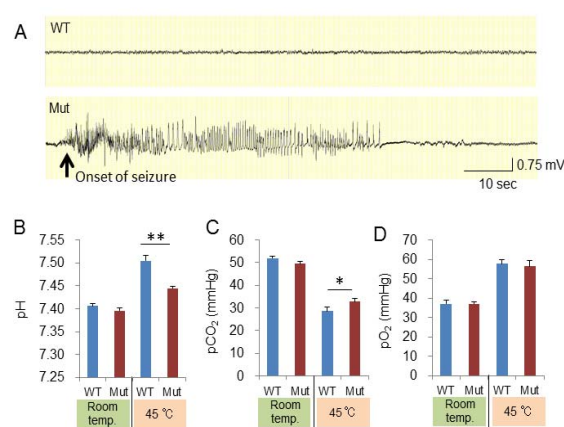 A
WT
Mut
Onset of seizure
0.75 mV
10 sec
B
pH
7.55
7.50
7.45
7.40
7.35
7.30
7.25
**
WT Mut WT Mut
Room temp.
45 ℃
C
pCO2 (mmHg)
60
50
40
30
20
10
0
*
WT Mut WT Mut
Room temp.
45 ℃
D
pO2 (mmHg)
70
60
50
40
30
20
10
0
WT Mut WT Mut
Room temp.
45 ℃